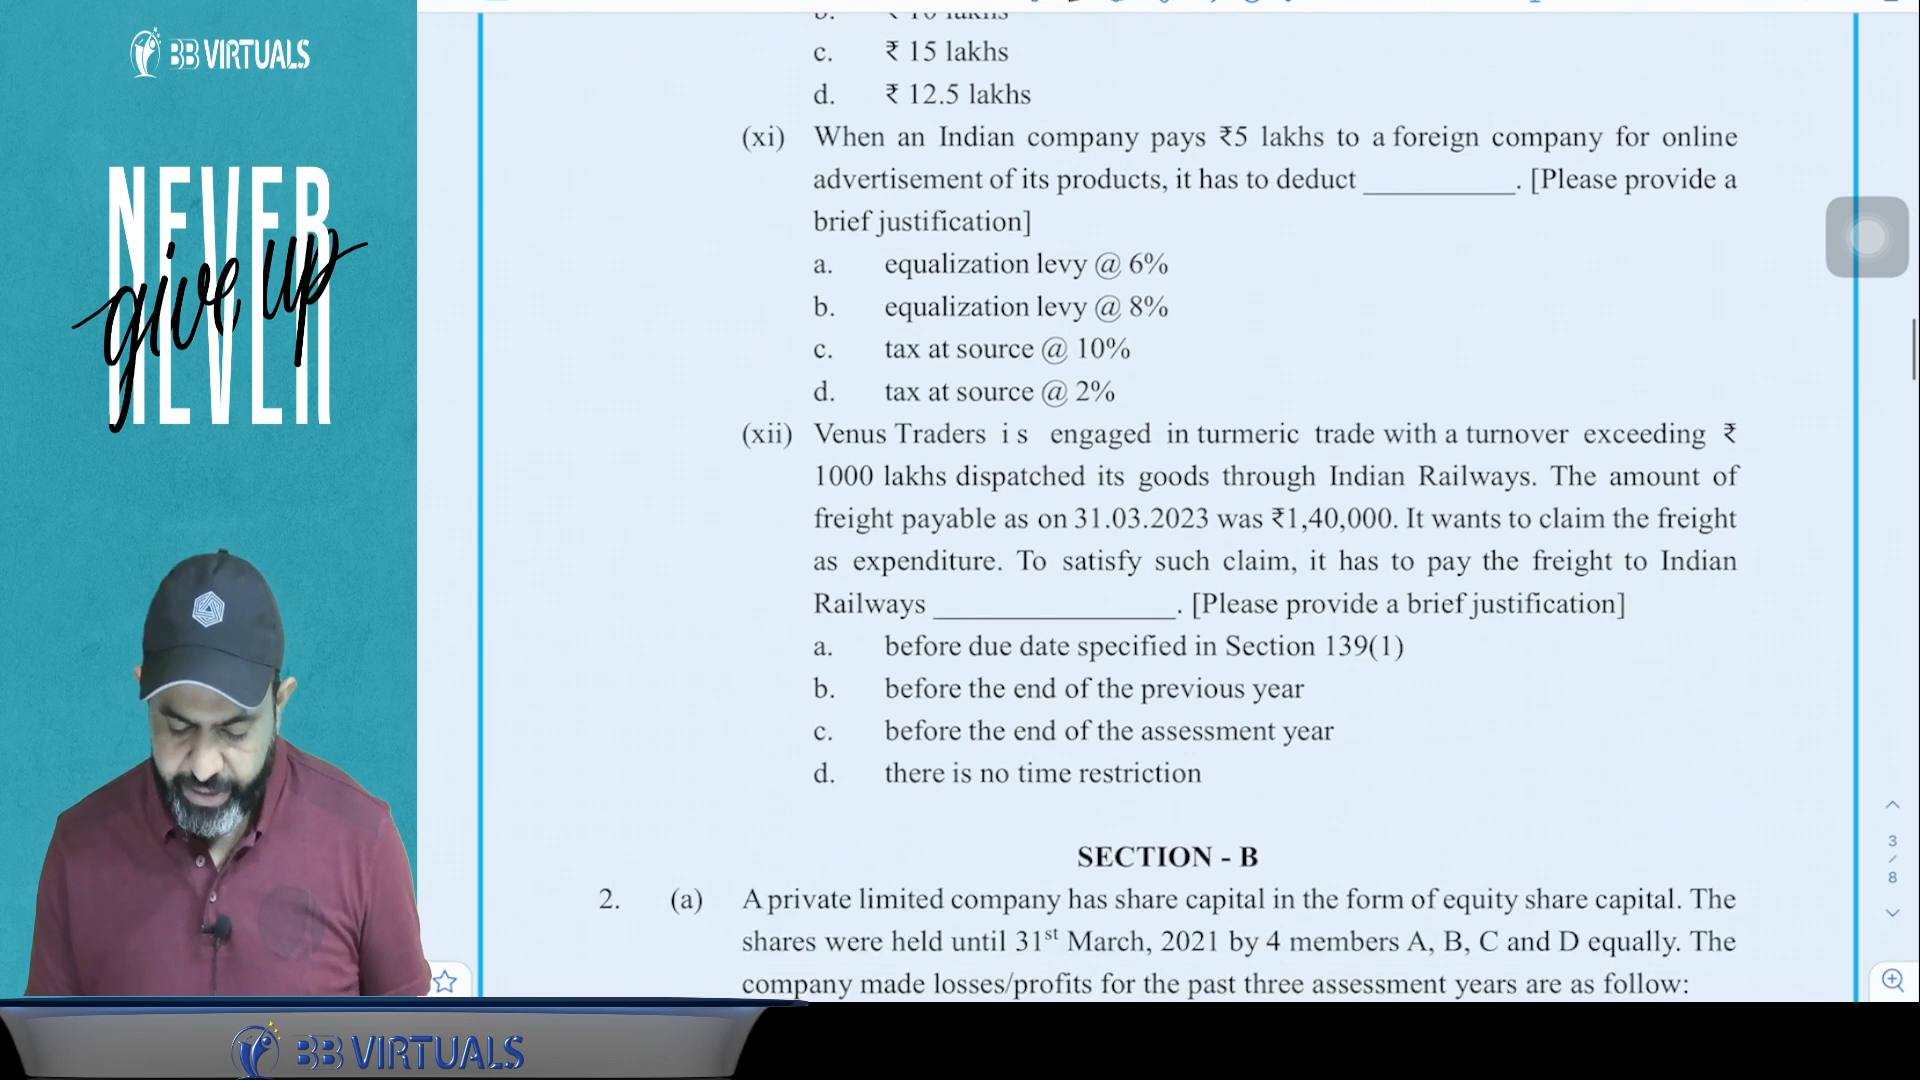 BB VIRTUALS
NEVER
give up
NEVER
c. ₹ 15 lakhs
d. ₹ 12.5 lakhs
(xi) When an Indian company pays ₹5 lakhs to a foreign company for online
advertisement of its products, it has to deduct ___________. [Please provide a
brief justification]
a. equalization levy @ 6%
b. equalization levy @ 8%
c. tax at source @ 10%
d. tax at source @ 2%
(xii) Venus Traders is engaged in turmeric trade with a turnover exceeding ₹
1000 lakhs dispatched its goods through Indian Railways. The amount of
freight payable as on 31.03.2023 was ₹1,40,000. It wants to claim the freight
as expenditure. To satisfy such claim, it has to pay the freight to Indian
Railways _________________. [Please provide a brief justification]
a. before due date specified in Section 139(1)
b. before the end of the previous year
c. before the end of the assessment year
d. there is no time restriction
3
/
8
SECTION - B
2. (a) A private limited company has share capital in the form of equity share capital. The
shares were held until 31st March, 2021 by 4 members A, B, C and D equally. The
company made losses/profits for the past three assessment years are as follow:
BB VIRTUALS